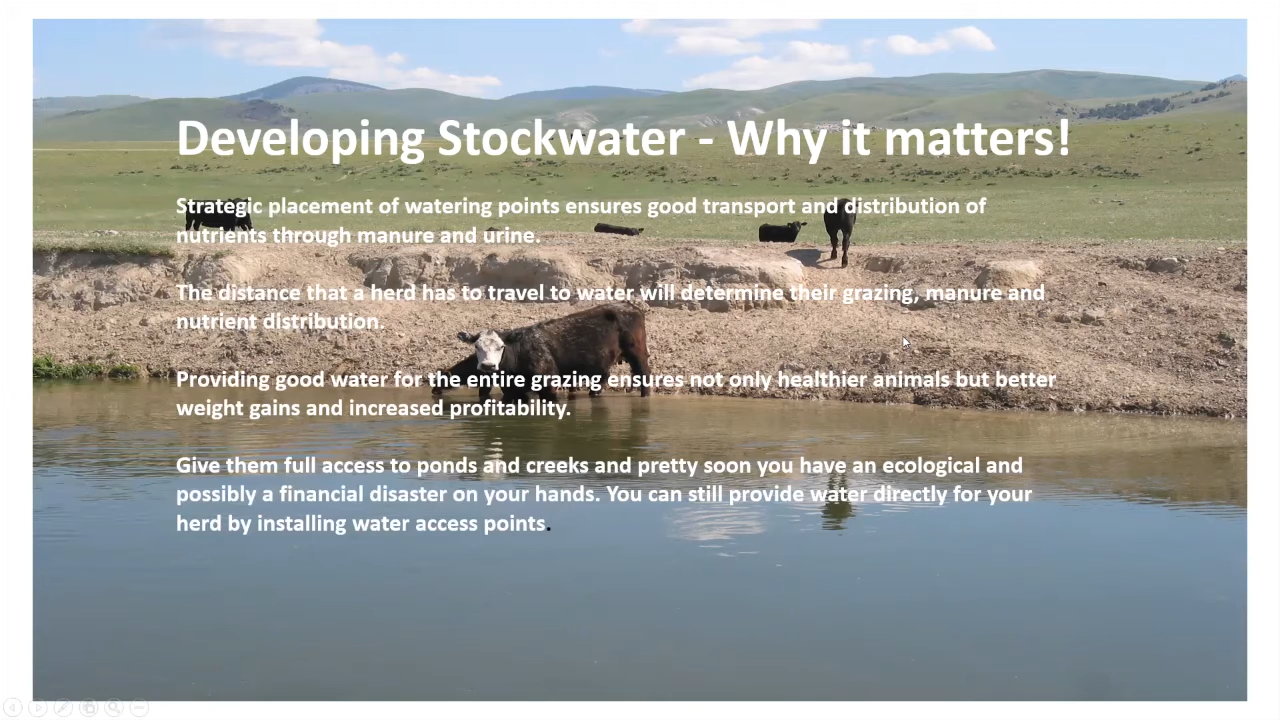 Developing Stockwater - Why it matters!
Strategic placement of watering points ensures good transport and distribution of
nutrients through manure and urine.
The distance that a herd has to travel to water will determine their grazing, manure and
nutrient distribution.
Providing good water for the entire grazing ensures not only healthier animals but better
weight gains and increased profitability.
Give them full access to ponds and creeks and pretty soon you have an ecological and
possibly a financial disaster on your hands. You can still provide water directly for your
herd by installing water access points.